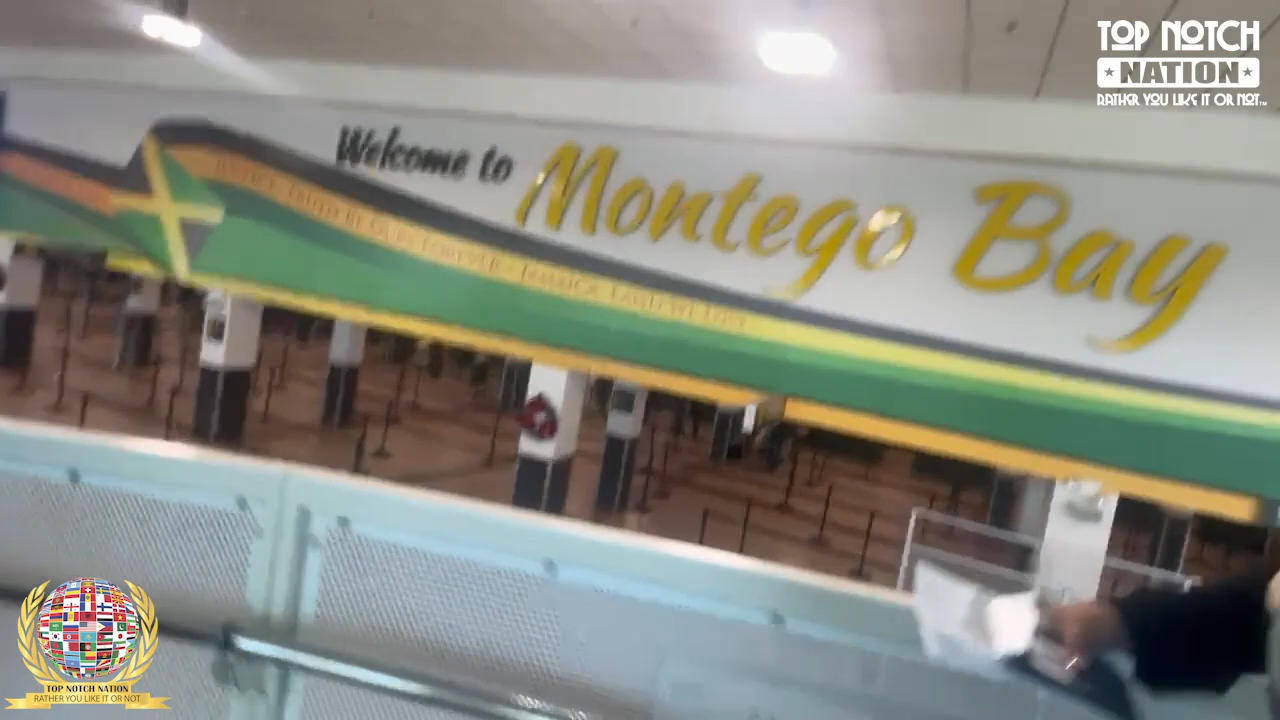 TOP NOTCH
NATION
RATHER YOU LIKE IT OR NOT
Welcome to Montego Bay
TOP NOTCH NATION
RATHER YOU LIKE IT OR NOT